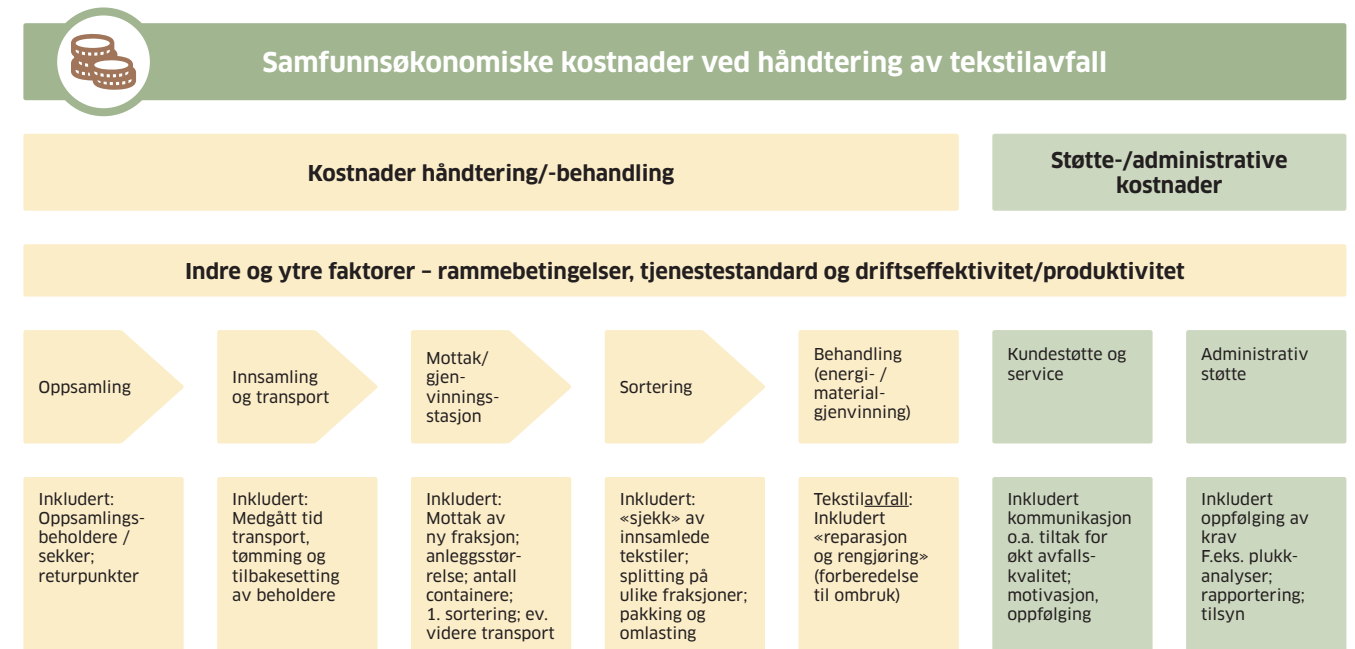 Samfunnsøkonomiske kostnader ved håndtering av tekstilavfall
Kostnader håndtering/-behandling
Støtte-/administrative
kostnader
Indre og ytre faktorer – rammebetingelser, tjenestestandard og driftseffektivitet/produktivitet
Oppsamling
Innsamling
og transport
Mottak/
gjen-
vinnings-
stasjon
Sortering
Behandling
(energi- /
material-
gjenvinning)
Kundestøtte og
service
Administrativ
støtte
Inkludert:
Oppsamlings-
beholdere /
sekker;
returpunkter
Inkludert:
Medgått tid
transport,
tømming og
tilbakesetting
av beholdere
Inkludert:
Mottak av
ny fraksjon;
anleggsstør-
relse; antall
containere;
1. sortering; ev.
videre transport
Inkludert:
«sjekk» av
innsamlede
tekstiler;
splitting på
ulike fraksjoner;
pakking og
omlasting
Tekstilavfall:
Inkludert
«reparasjon
og rengjøring»
(forberedelse
til ombruk)
Inkludert
kommunikasjon
o.a. tiltak for
økt avfalls-
kvalitet;
motivasjon,
oppfølging
Inkludert
oppfølging av
krav
F.eks. plukk-
analyser;
rapportering;
tilsyn